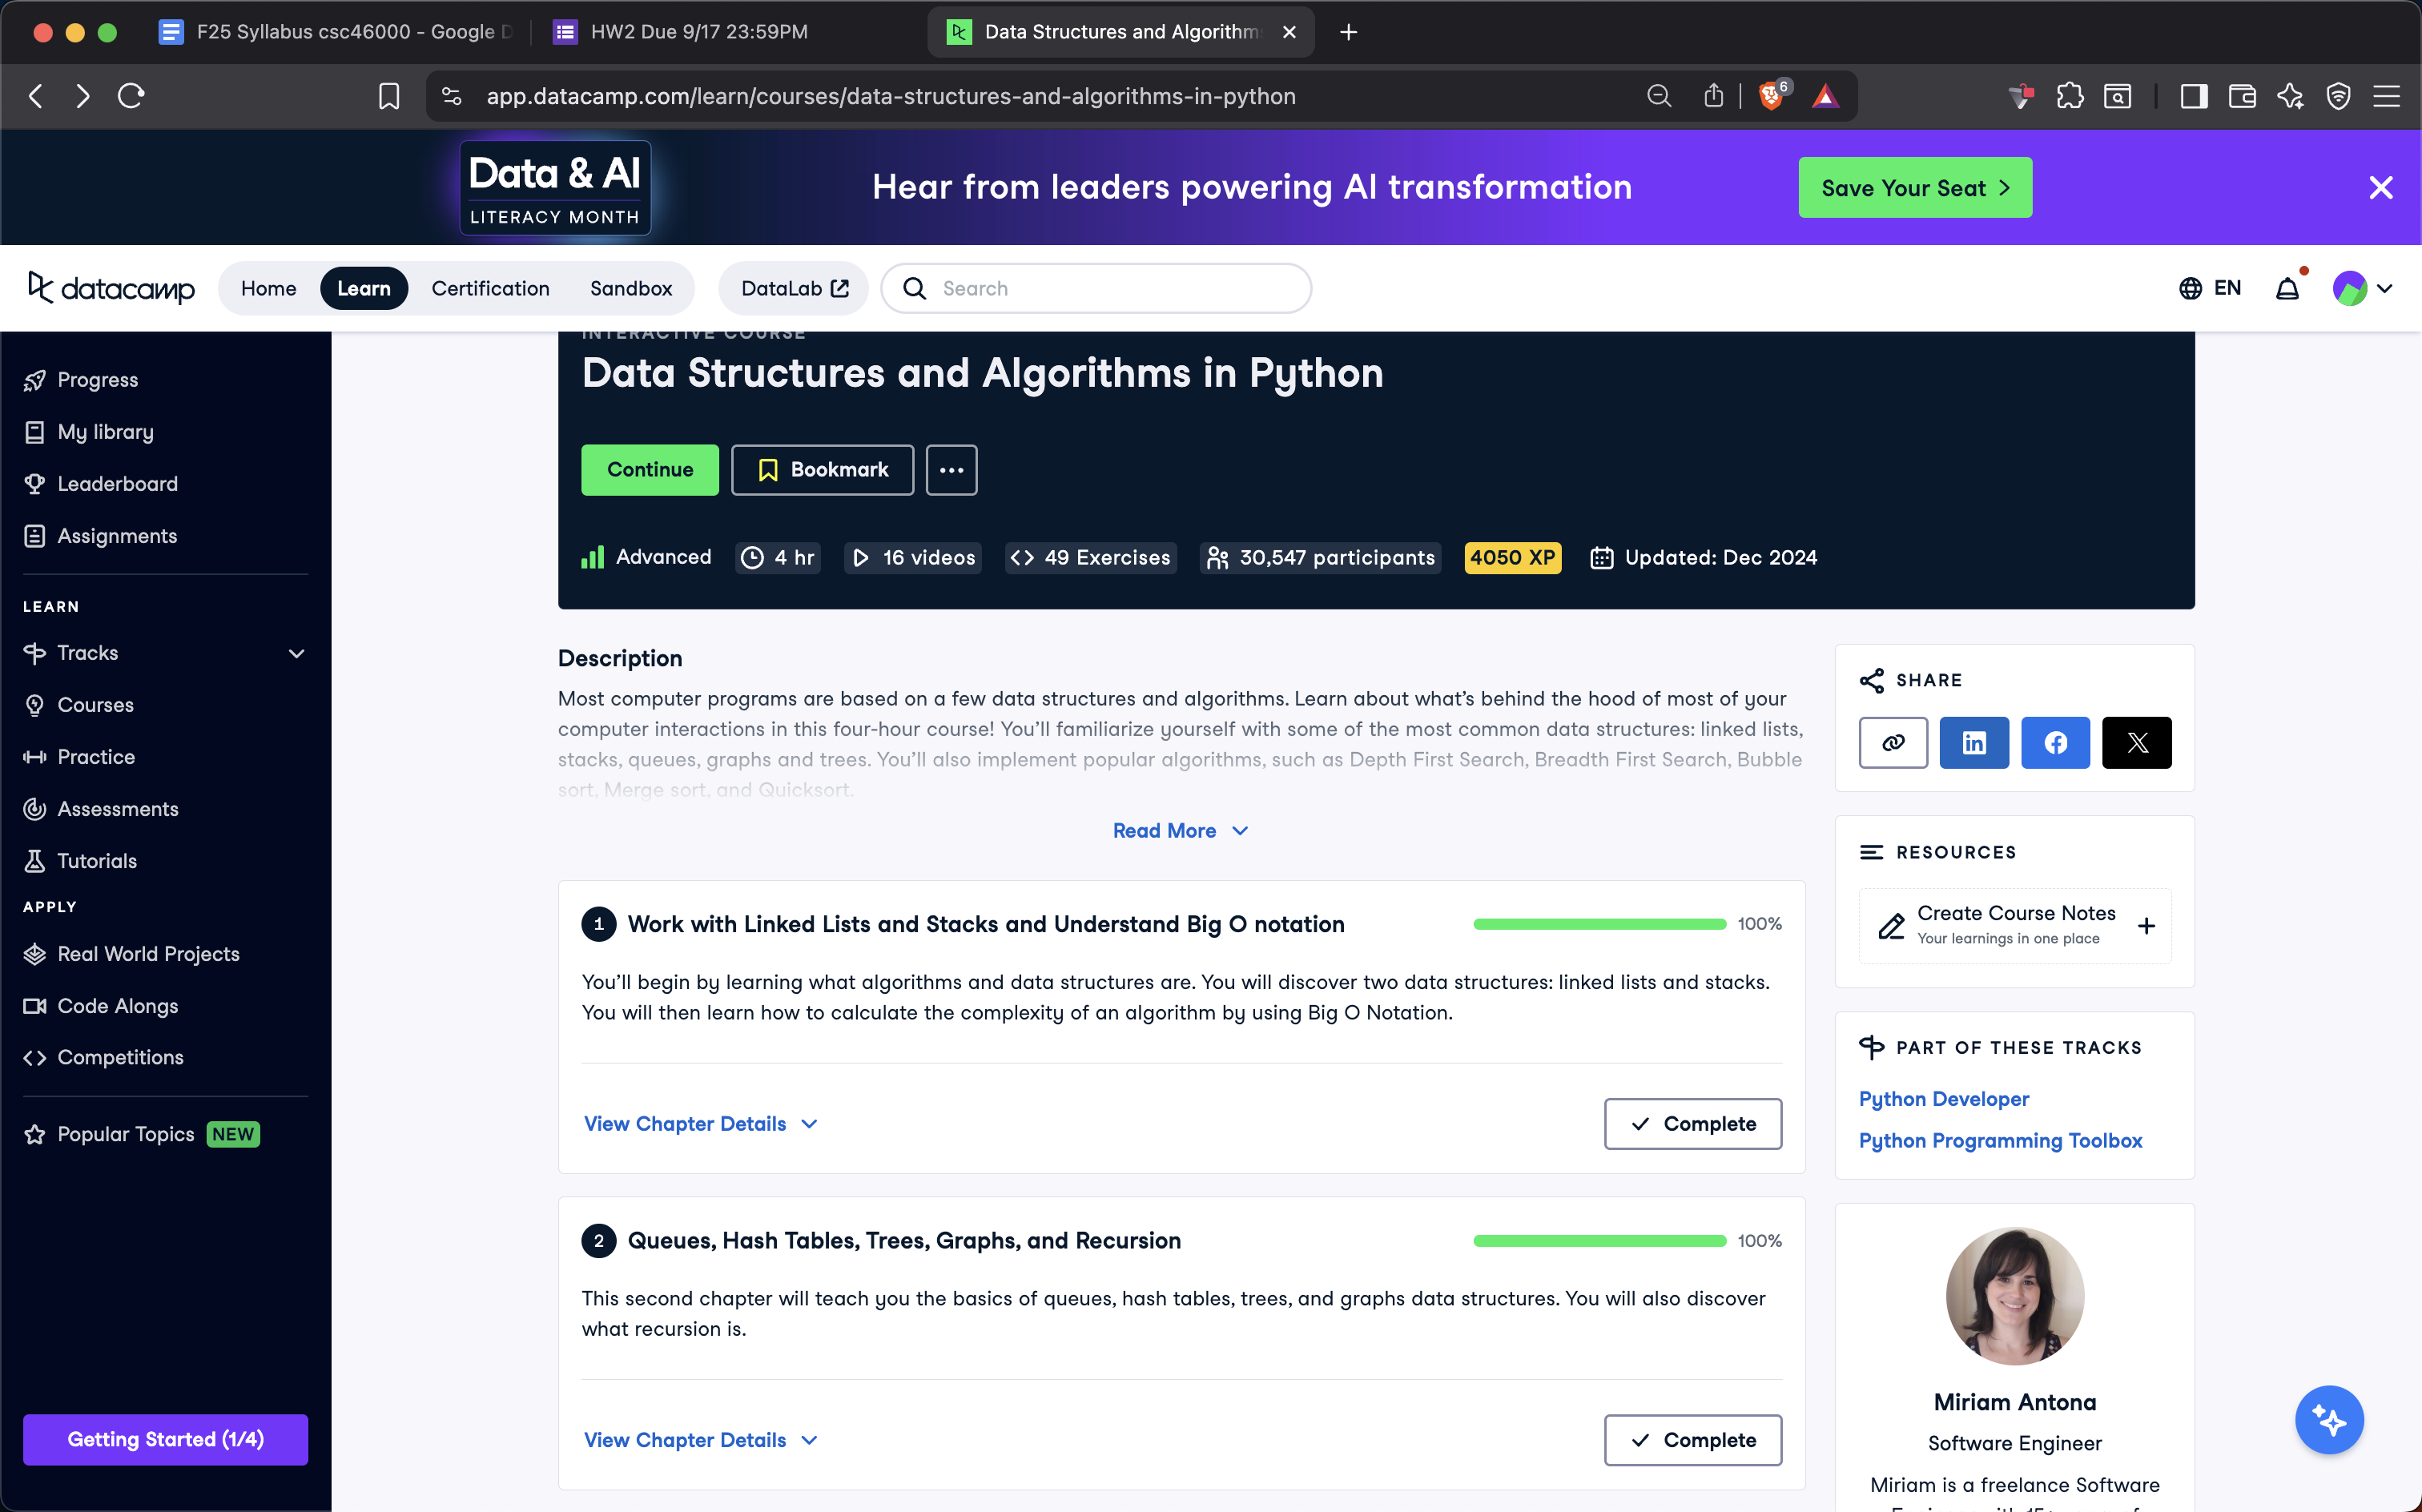 F25 Syllabus csc46000 - Google D
HW2 Due 9/17 23:59PM
Data Structures and Algorithm
app.datacamp.com/learn/courses/data-structures-and-algorithms-in-python
6
Data & AI
LITERACY MONTH
Hear from leaders powering AI transformation
Save Your Seat
datacamp
Home
Learn
Certification
Sandbox
DataLab
Search
EN
Progress
My library
Leaderboard
Assignments
LEARN
Tracks
Courses
Practice
Assessments
Tutorials
APPLY
Real World Projects
Code Alongs
Competitions
Popular Topics NEW
Getting Started (1/4)
INTERACTIVE COURSE
Data Structures and Algorithms in Python
Continue
Bookmark
Advanced
4 hr
16 videos
49 Exercises
30,547 participants
4050 XP
Updated: Dec 2024
Description
Most computer programs are based on a few data structures and algorithms. Learn about what’s behind the hood of most of your
computer interactions in this four-hour course! You’ll familiarize yourself with some of the most common data structures: linked lists,
stacks, queues, graphs and trees. You’ll also implement popular algorithms, such as Depth First Search, Breadth First Search, Bubble
sort, Merge sort, and Quicksort.
Read More
1 Work with Linked Lists and Stacks and Understand Big O notation
100%
You’ll begin by learning what algorithms and data structures are. You will discover two data structures: linked lists and stacks.
You will then learn how to calculate the complexity of an algorithm by using Big O Notation.
View Chapter Details
Complete
2 Queues, Hash Tables, Trees, Graphs, and Recursion
100%
This second chapter will teach you the basics of queues, hash tables, trees, and graphs data structures. You will also discover
what recursion is.
View Chapter Details
Complete
SHARE
RESOURCES
Create Course Notes
Your learnings in one place
PART OF THESE TRACKS
Python Developer
Python Programming Toolbox
Miriam Antona
Software Engineer
Miriam is a freelance Software